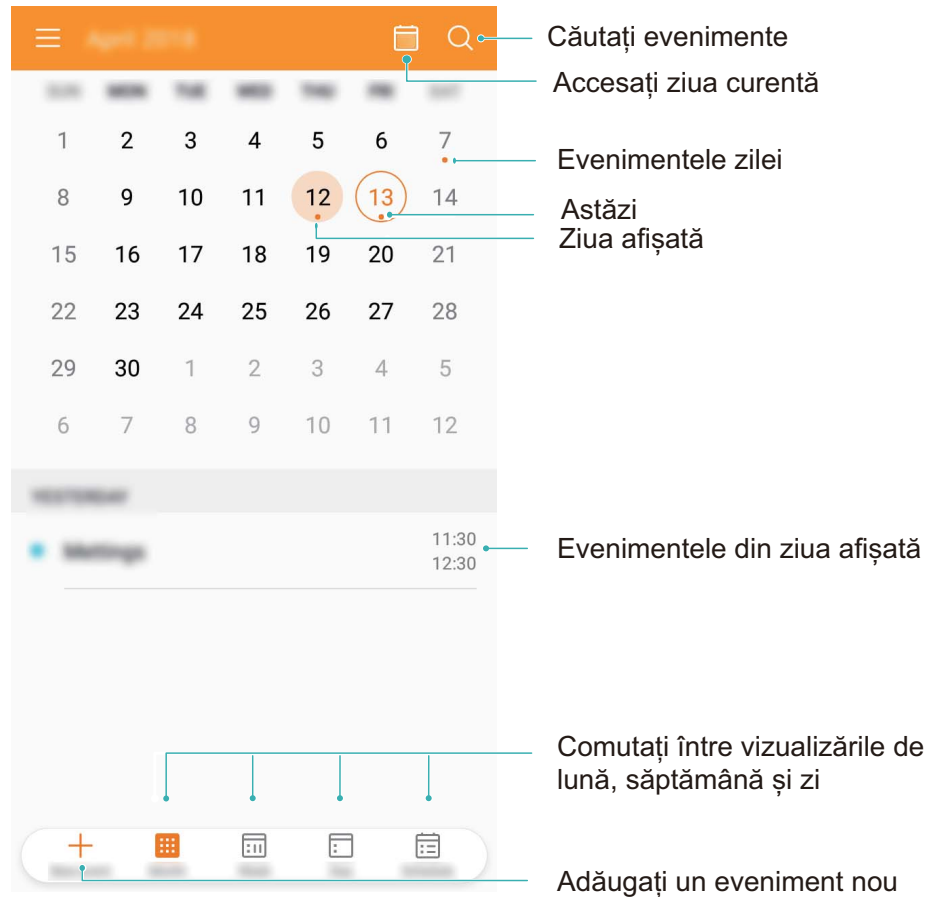 Căutați evenimente
Accesați ziua curentă
1 2 3 4 5 6 7
Evenimentele zilei
8 9 10 11 12 13 14
Astăzi
Ziua afișată
15 16 17 18 19 20 21
22 23 24 25 26 27 28
29 30 1 2 3 4 5
6 7 8 9 10 11 12
11:30
12:30
Evenimentele din ziua afișată
Comutați între vizualizările de
lună, săptămână și zi
Adăugați un eveniment nou